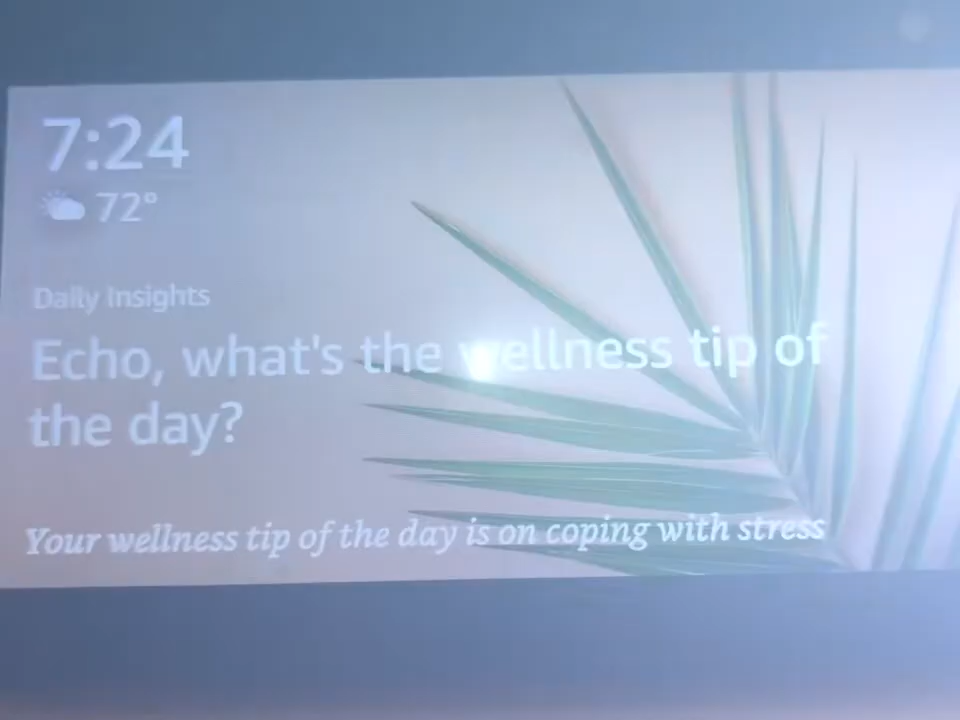 7:24
72°
Daily Insights
Echo, what's the wellness tip of
the day?
Your wellness tip of the day is on coping with stress